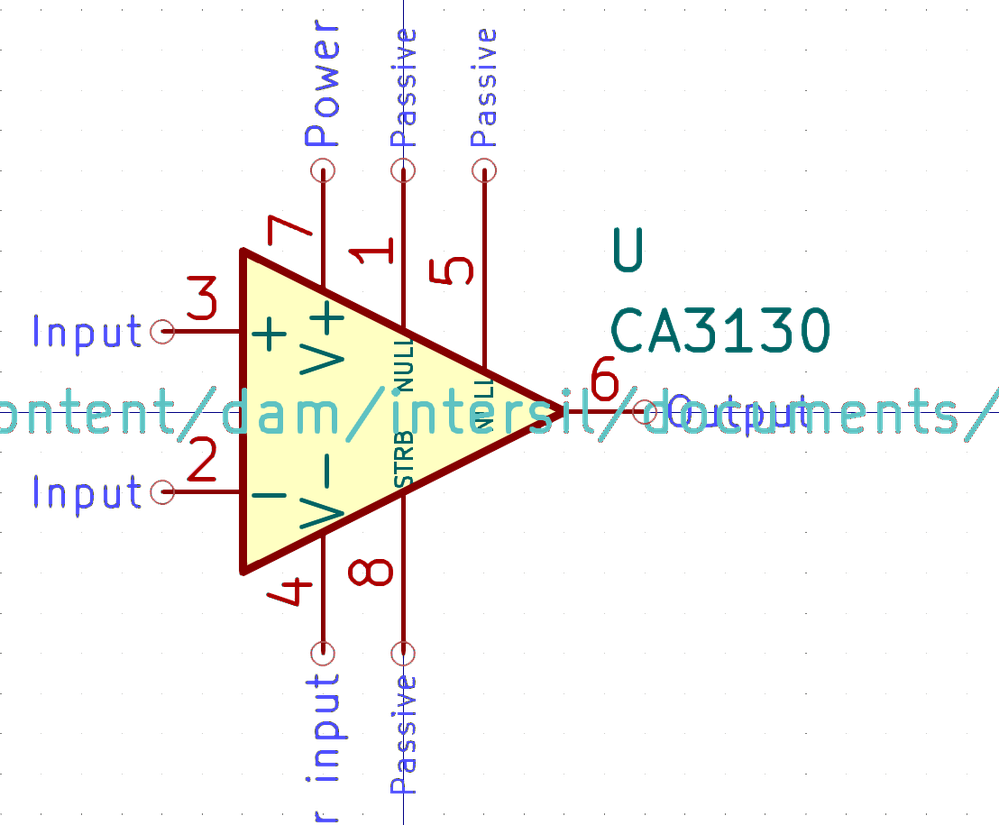 Power
Passive
Passive
7
1
5
U
CA3130
3
Input
+
V+
NULL
NULL
6
Output
ontent/dam/intersil/documents/
2
Input
−
V−
STRB
4
8
r input
Passive